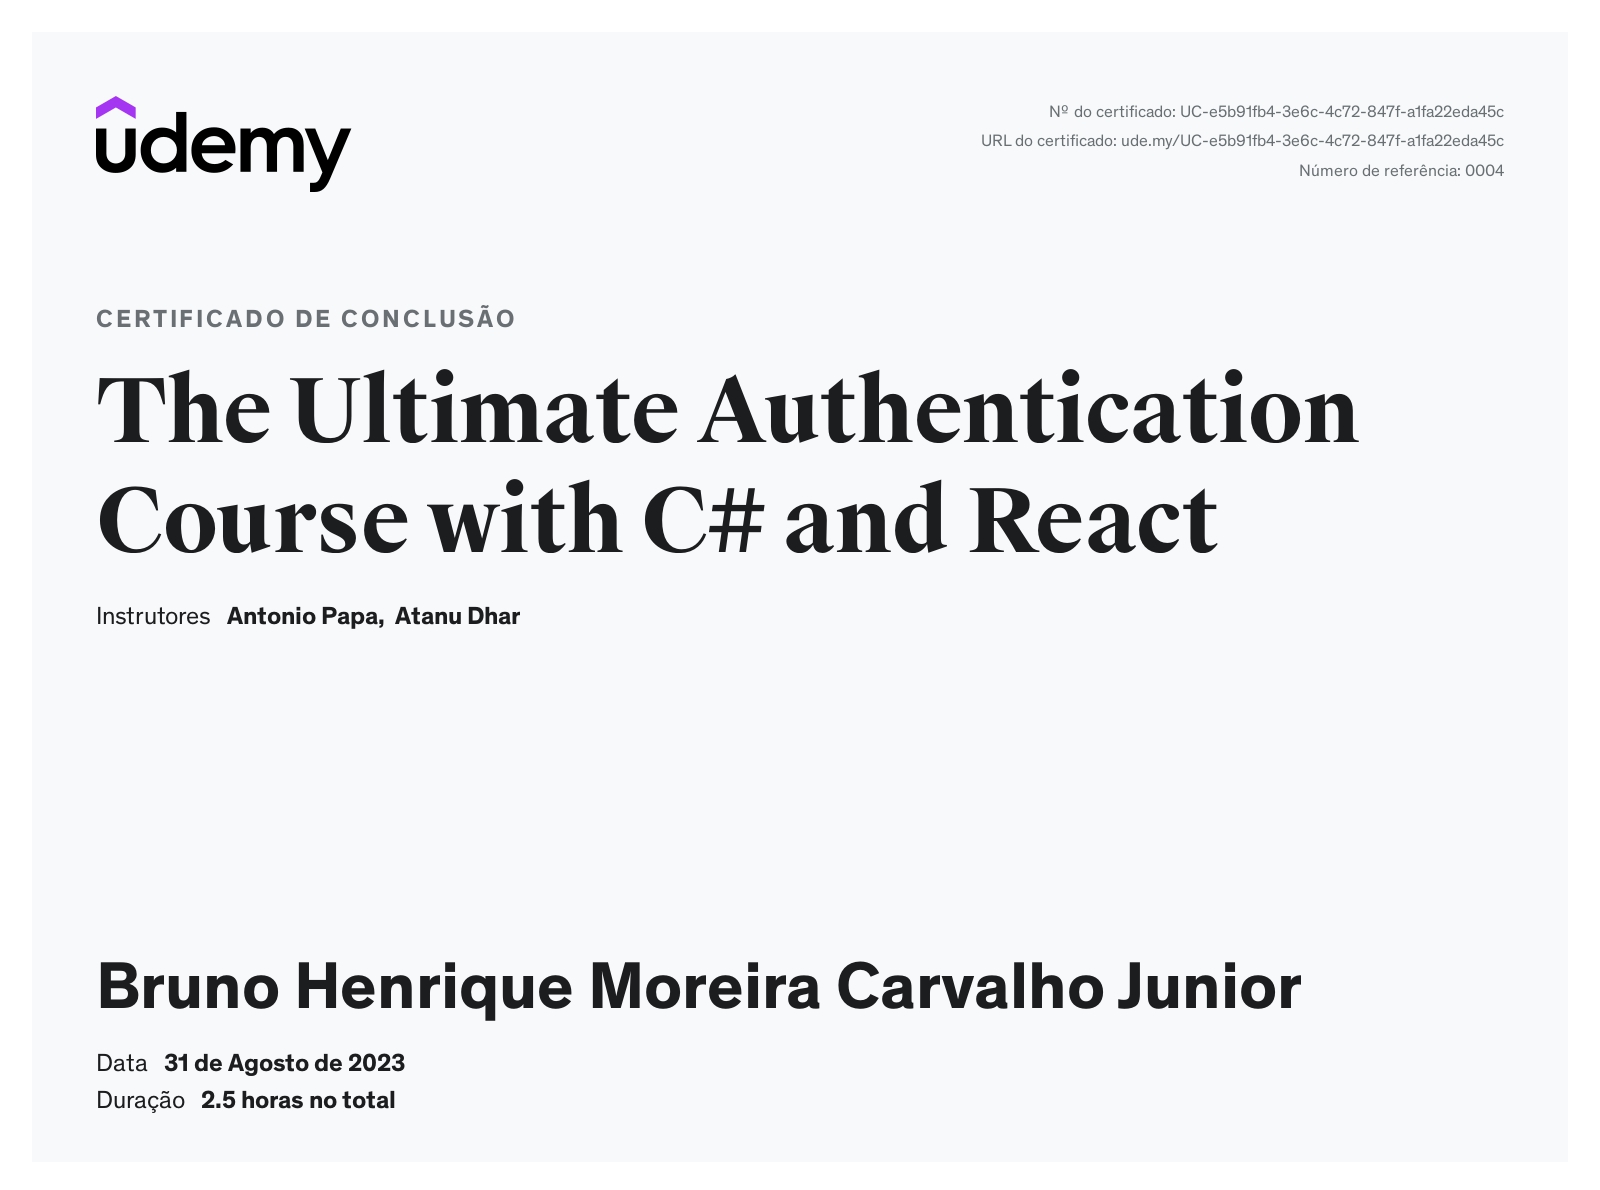 udemy
Nº do certificado: UC-e5b91fb4-3e6c-4c72-847f-a1fa22eda45c
URL do certificado: ude.my/UC-e5b91fb4-3e6c-4c72-847f-a1fa22eda45c
Número de referência: 0004
CERTIFICADO DE CONCLUSÃO
The Ultimate Authentication
Course with C# and React
Instrutores Antonio Papa, Atanu Dhar
Bruno Henrique Moreira Carvalho Junior
Data 31 de Agosto de 2023
Duração 2.5 horas no total